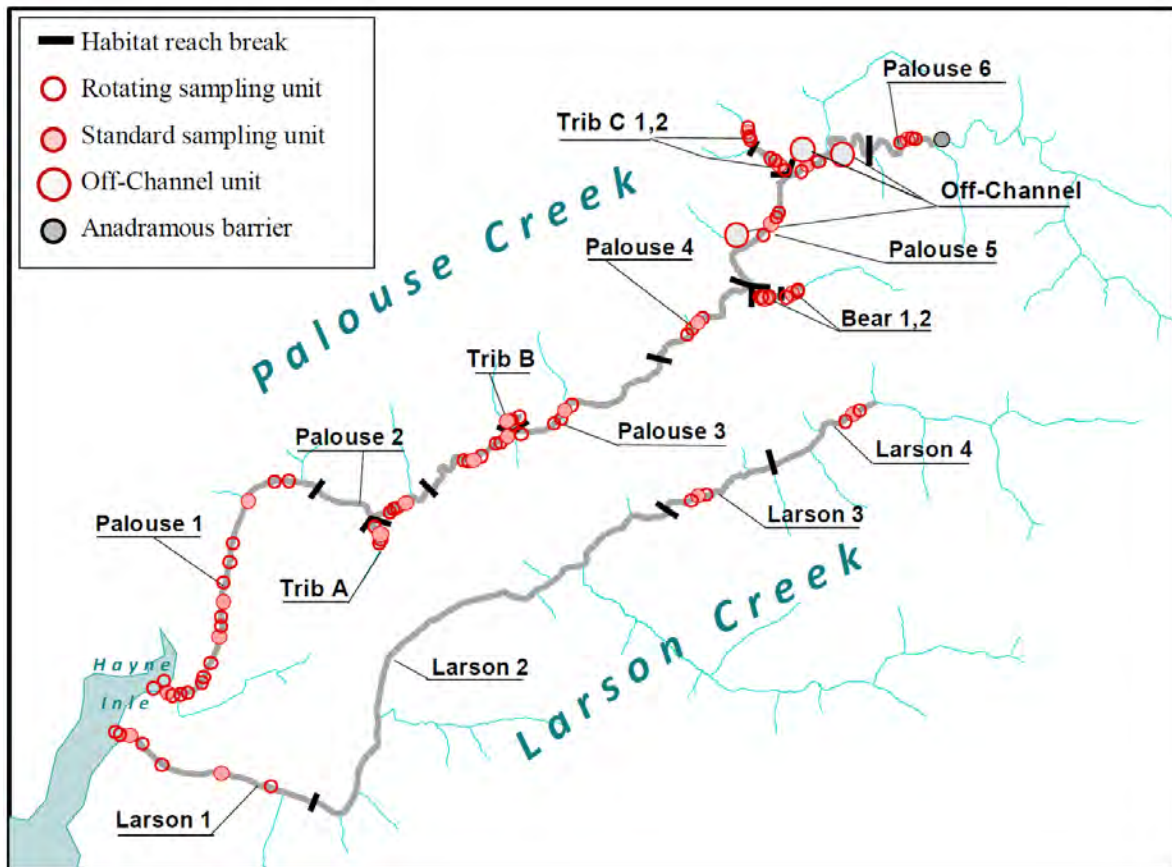 Habitat reach break
Rotating sampling unit
Standard sampling unit
Off-Channel unit
Anadramous barrier
Palouse 6
Trib C 1,2
Off-Channel
Palouse Creek
Palouse 4
Palouse 5
Bear 1,2
Trib B
Palouse 2
Palouse 3
Larson 4
Palouse 1
Larson 3
Trib A
Larson Creek
Hayne
Larson 2
Inle
Larson 1